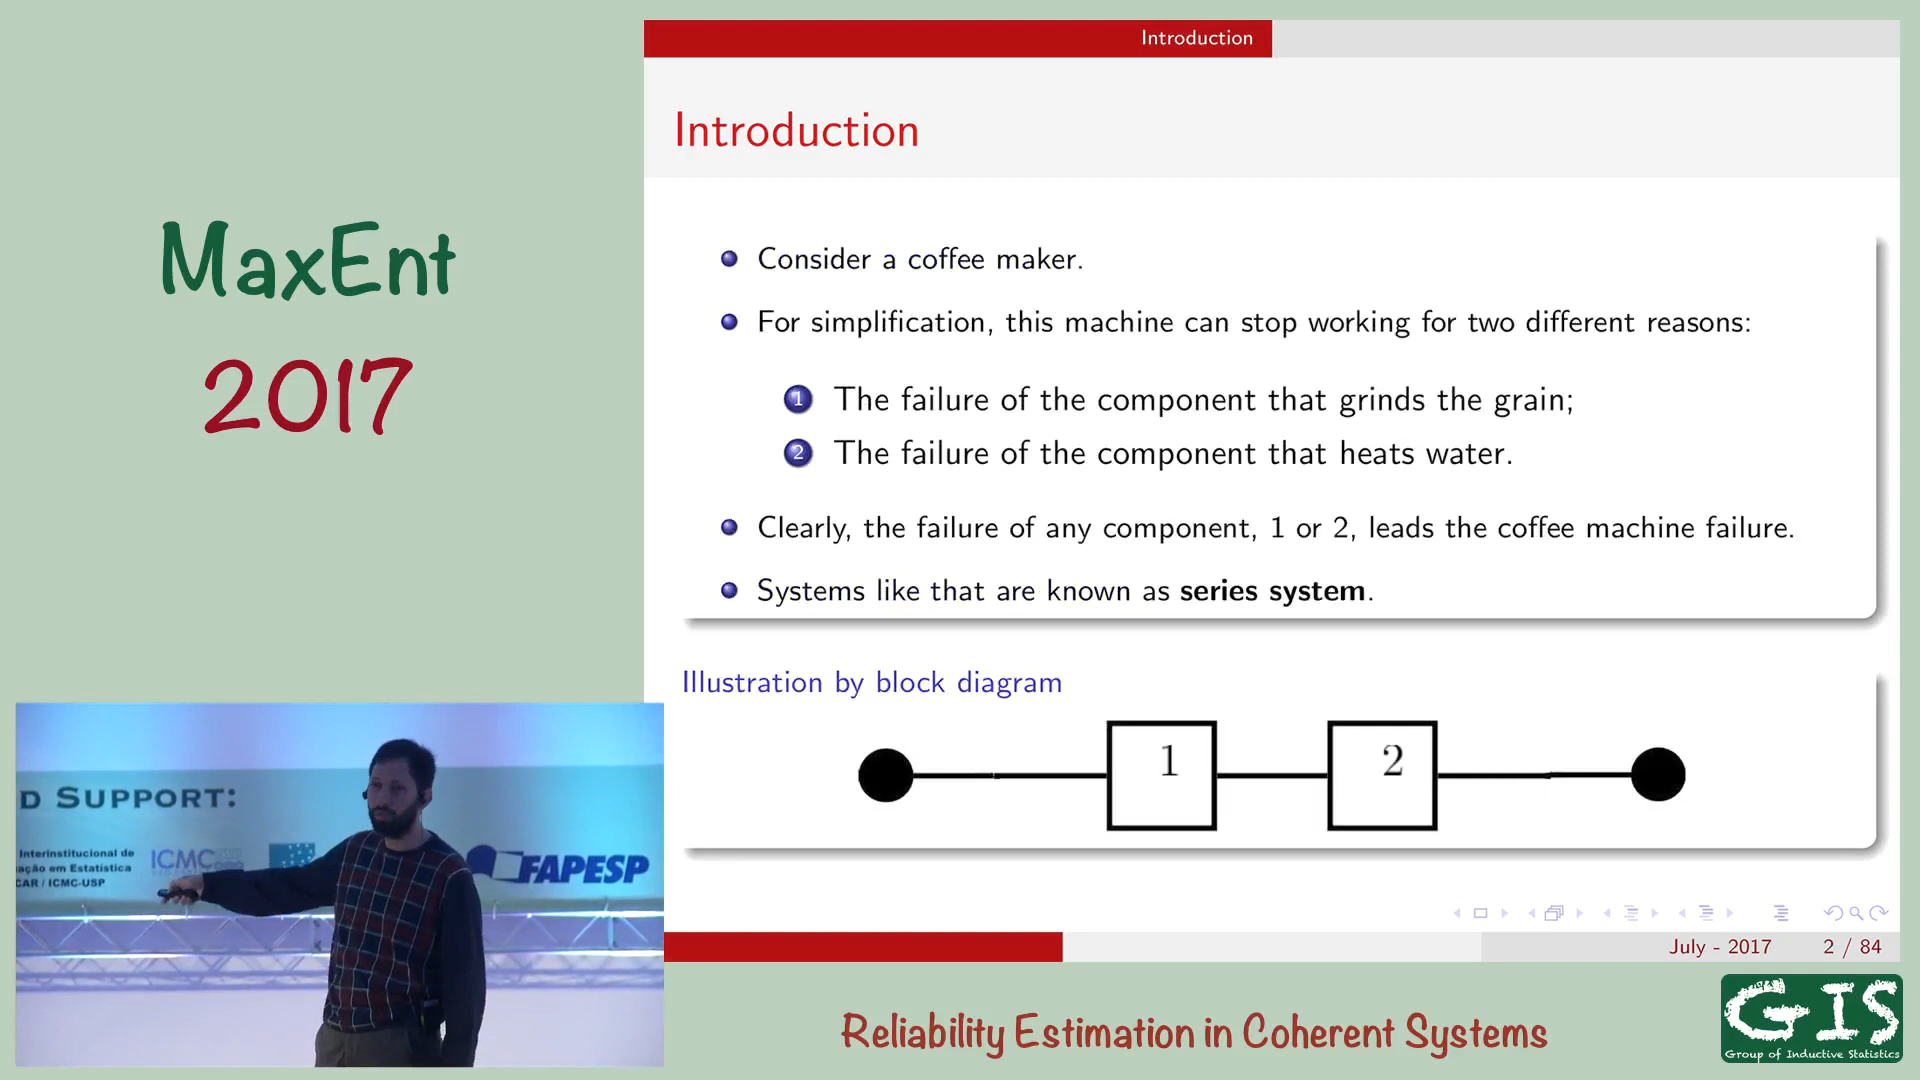 Introduction
Introduction
MaxEnt
2017
Consider a coffee maker.
For simplification, this machine can stop working for two different reasons:
1 The failure of the component that grinds the grain;
2 The failure of the component that heats water.
Clearly, the failure of any component, 1 or 2, leads the coffee machine failure.
Systems like that are known as series system.
Illustration by block diagram
1 2
D SUPPORT:
Interinstitucional de
ação em Estatística
CAR / ICMC-USP
ICMC
FAPESP
July - 2017 2 / 84
Reliability Estimation in Coherent Systems
GIS
Group of Inductive Statistics